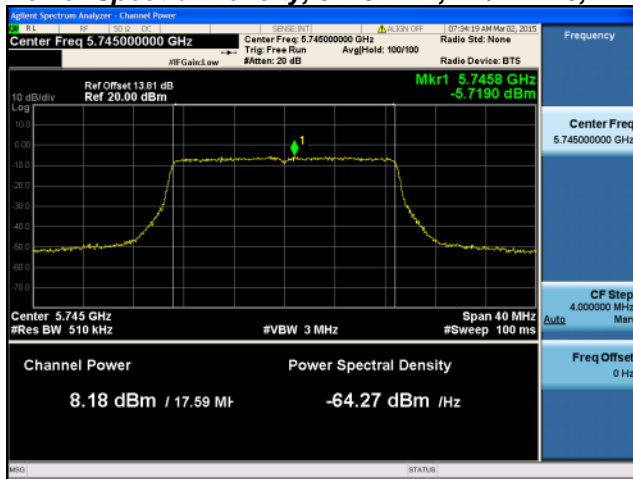 Agilent Spectrum Analyzer - Channel Power
RL RF 50 Ω DC SENSE:INT ALIGN OFF 07:34:19 AM Mar 02, 2015
Center Freq 5.745000000 GHz
Center Freq: 5.745000000 GHz
Radio Std: None
Trig: Free Run Avg|Hold: 100/100
#IFGain:Low
#Atten: 20 dB
Radio Device: BTS
Frequency
Mkr1 5.7458 GHz
-5.7190 dBm
Ref Offset 13.81 dB
10 dB/div Ref 20.00 dBm
Log
10.0
0.00
-10.0
-20.0
-30.0
-40.0
-50.0
-60.0
-70.0
1
Center Freq
5.745000000 GHz
Center 5.745 GHz
Span 40 MHz
#Res BW 510 kHz
#VBW 3 MHz
#Sweep 100 ms
CF Step
4.000000 MHz
Auto Man
Channel Power
Power Spectral Density
8.18 dBm / 17.59 MH
-64.27 dBm /Hz
Freq Offset
0 Hz
MSG
STATUS